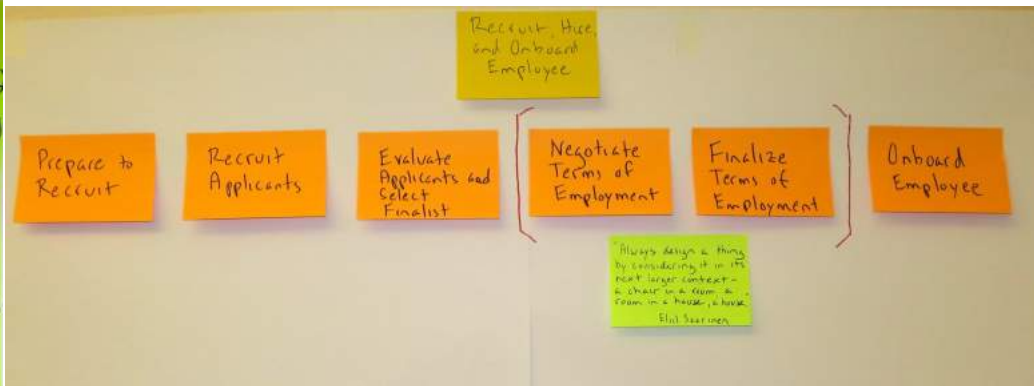 Recruit, Hire,
and Onboard
Employee
Prepare to
Recruit
Recruit
Applicants
Evaluate
Applicants and
Select
Finalist
Negotiate
Terms of
Employment
Finalize
Terms of
Employment
Onboard
Employee
"Always design a thing
by considering it in its
next larger context –
a chair in a room, a
room in a house, a house
Eliel Saarinen